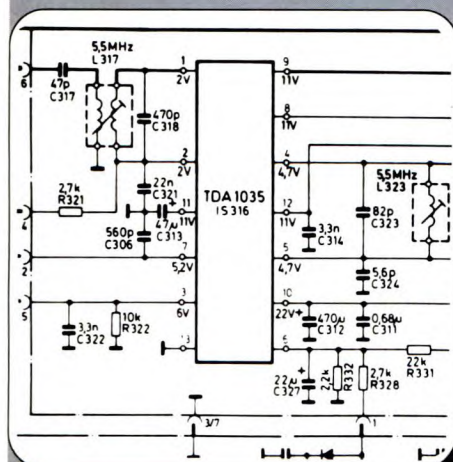 5,5MHz
L317
47p
C317
6
1
2V
470p
C318
2
2V
22n
C321
2,7k
R321
4
11
11V
47µ
C313
560p
C306
7
5,2V
2
3
6V
5
3,3n
C322
10k
R322
13
TDA1035
IS316
9
11V
8
11V
4
4,7V
12
11V
3,3n
C314
82p
C323
5,5MHz
L323
5
4,7V
5,6p
C324
10
22V
470µ
C312
0,68µ
C311
6
22µ
C327
2,2k
R332
2,7k
R328
22k
R331
3/7
1